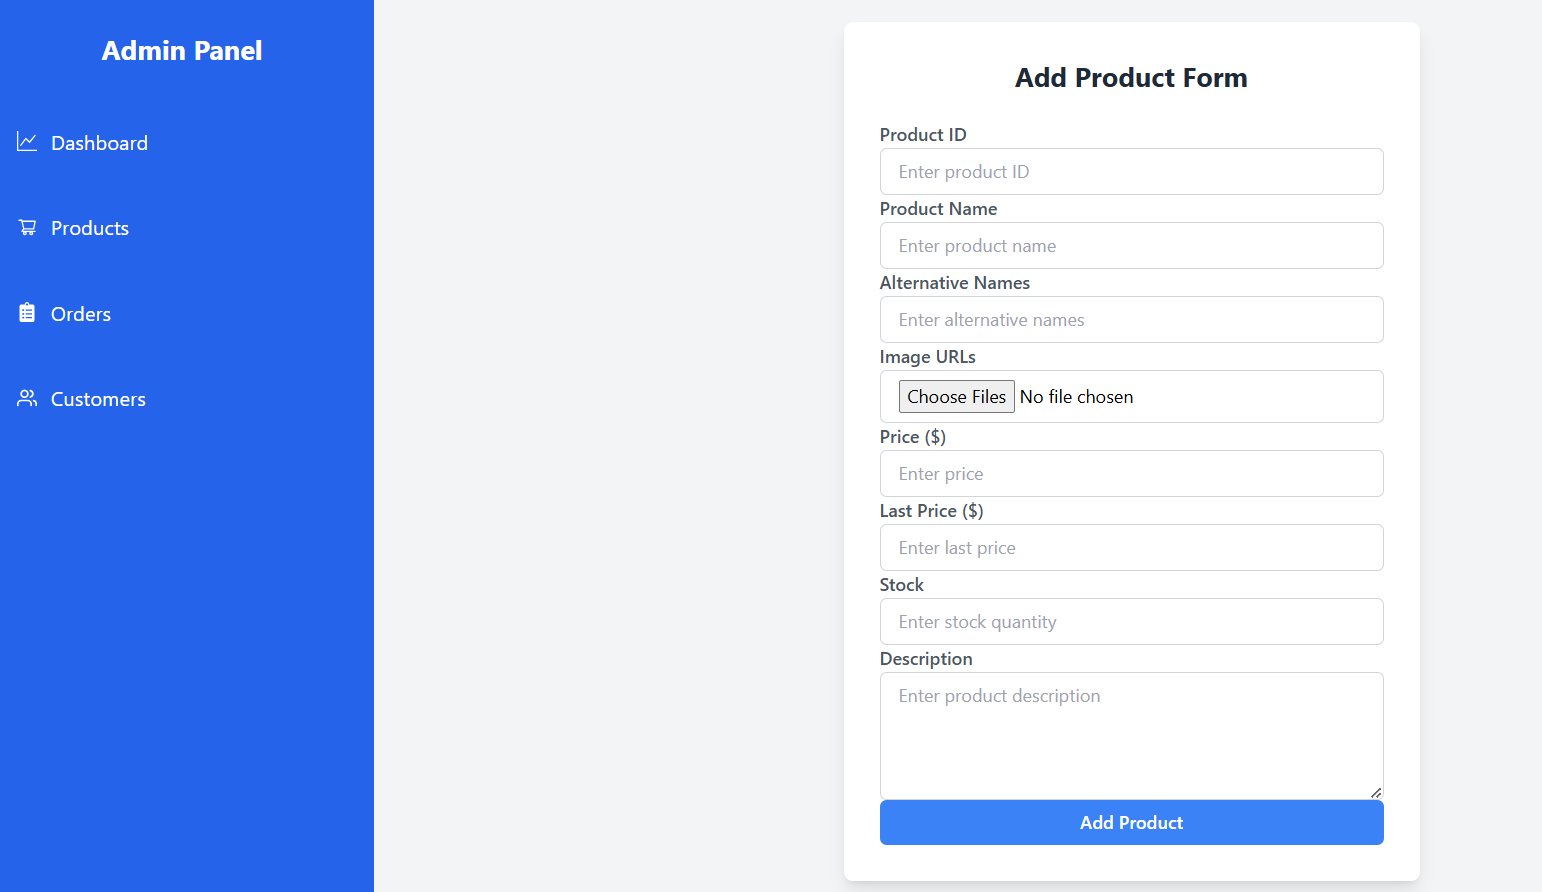 Admin Panel
Dashboard
Products
Orders
Customers
Add Product Form
Product ID
Enter product ID
Product Name
Enter product name
Alternative Names
Enter alternative names
Image URLs
Choose Files No file chosen
Price ($)
Enter price
Last Price ($)
Enter last price
Stock
Enter stock quantity
Description
Enter product description
Add Product